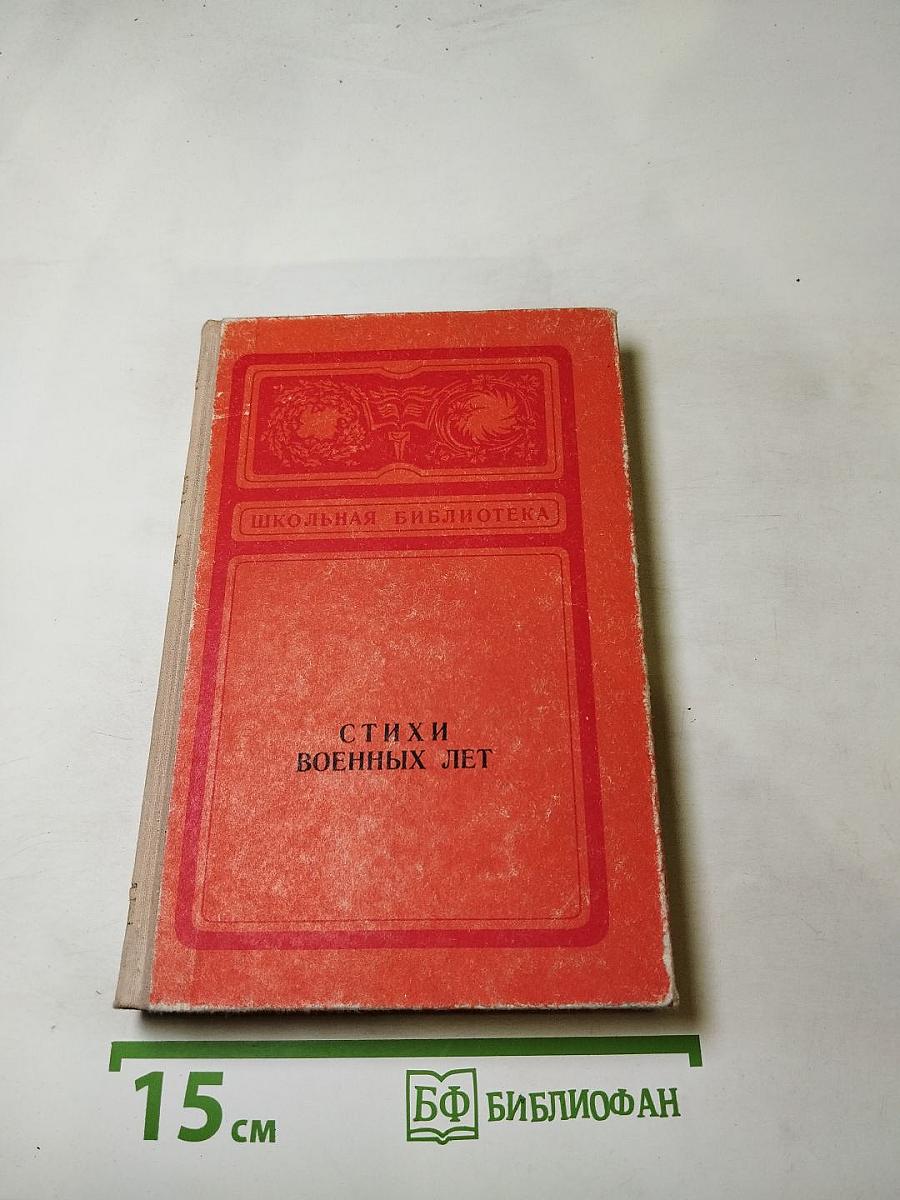 ШКОЛЬНАЯ БИБЛИОТЕКА
СТИХИ
ВОЕННЫХ ЛЕТ
15 см
БФ БИБЛИОФАН